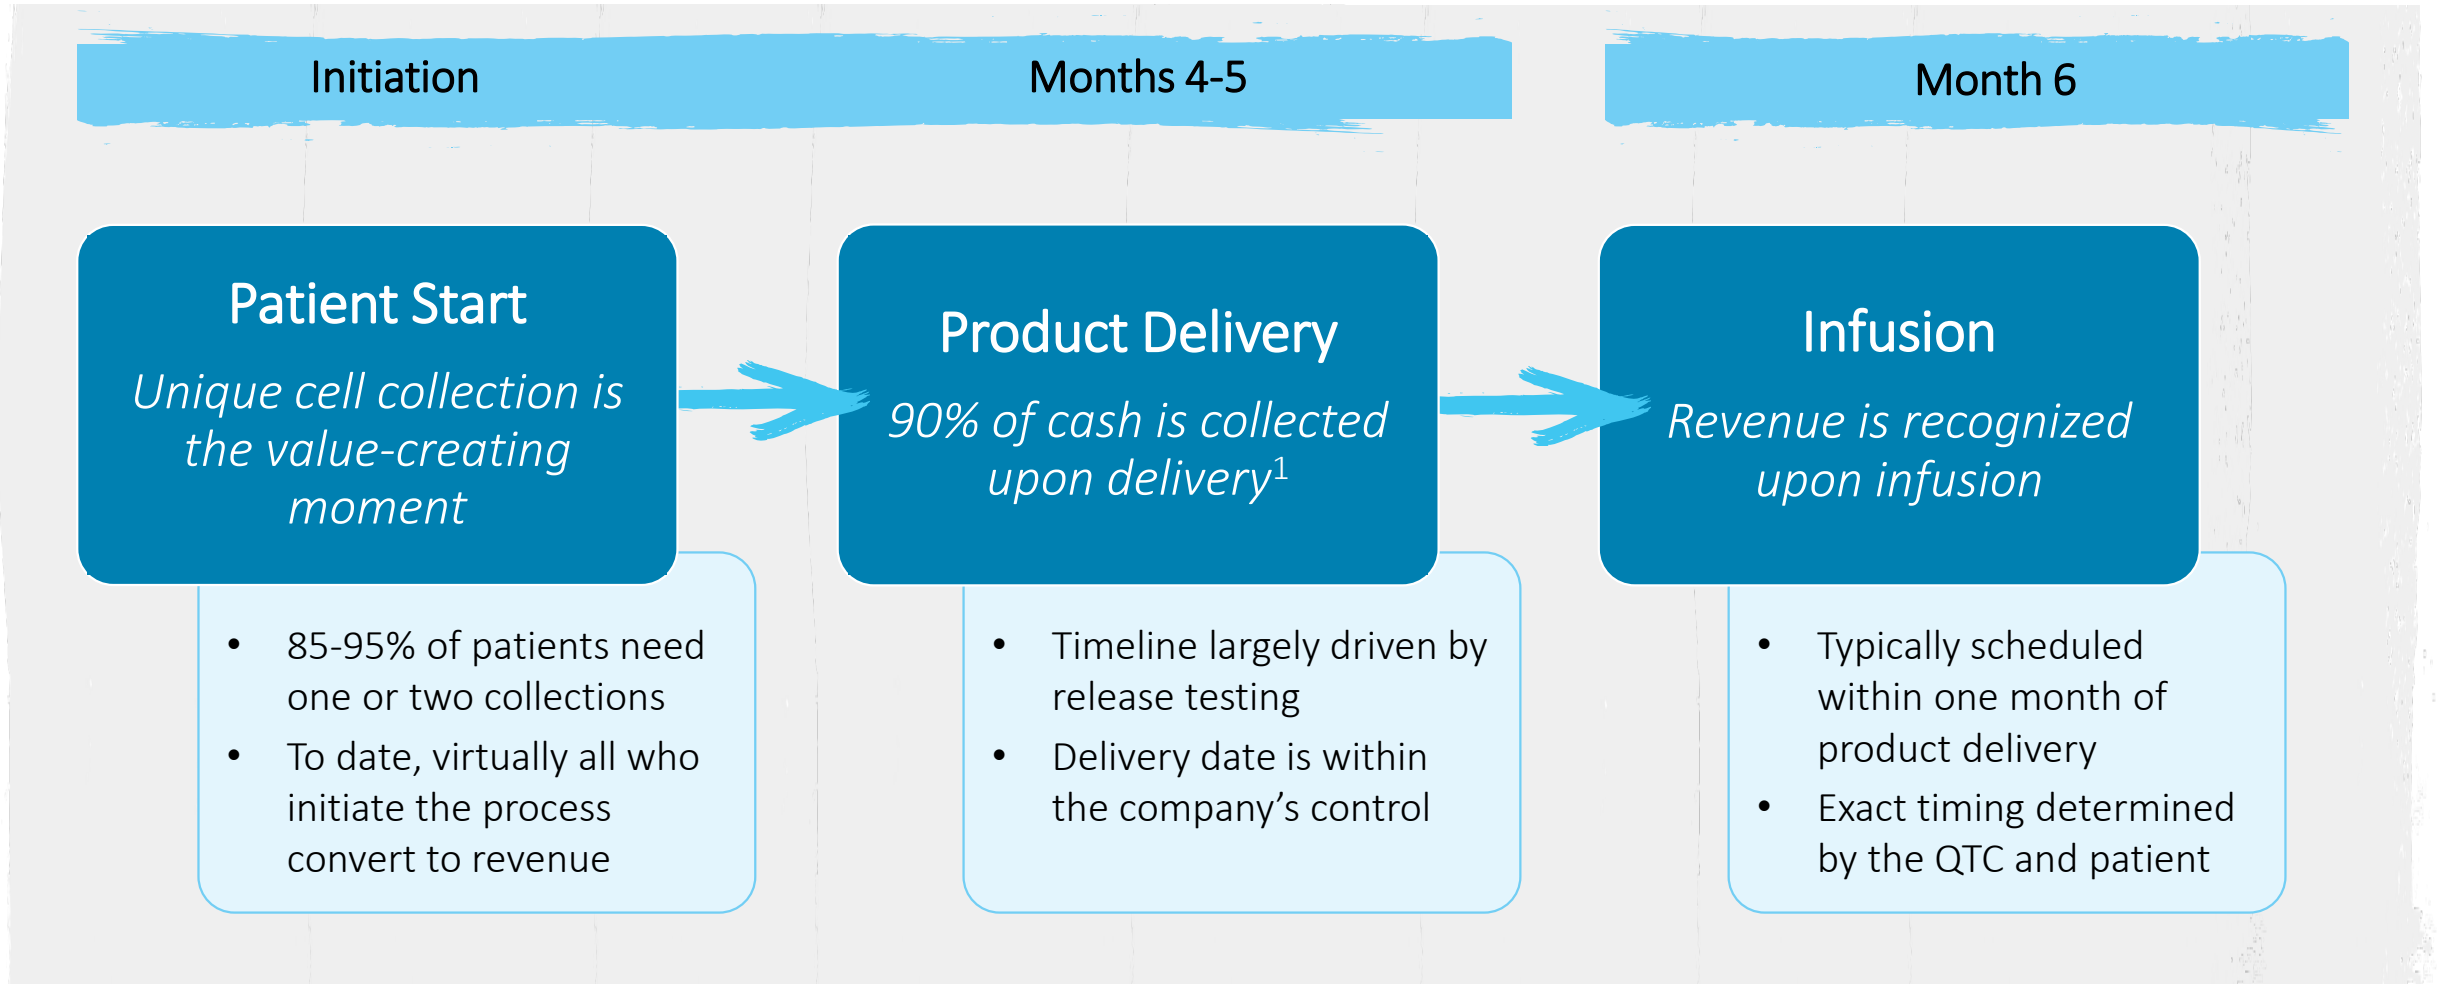 Initiation
Months 4-5
Month 6
Patient Start
Unique cell collection is
the value-creating
moment
• 85-95% of patients need
one or two collections
• To date, virtually all who
initiate the process
convert to revenue
Product Delivery
90% of cash is collected
upon delivery¹
• Timeline largely driven by
release testing
• Delivery date is within
the company’s control
Infusion
Revenue is recognized
upon infusion
• Typically scheduled
within one month of
product delivery
• Exact timing determined
by the QTC and patient